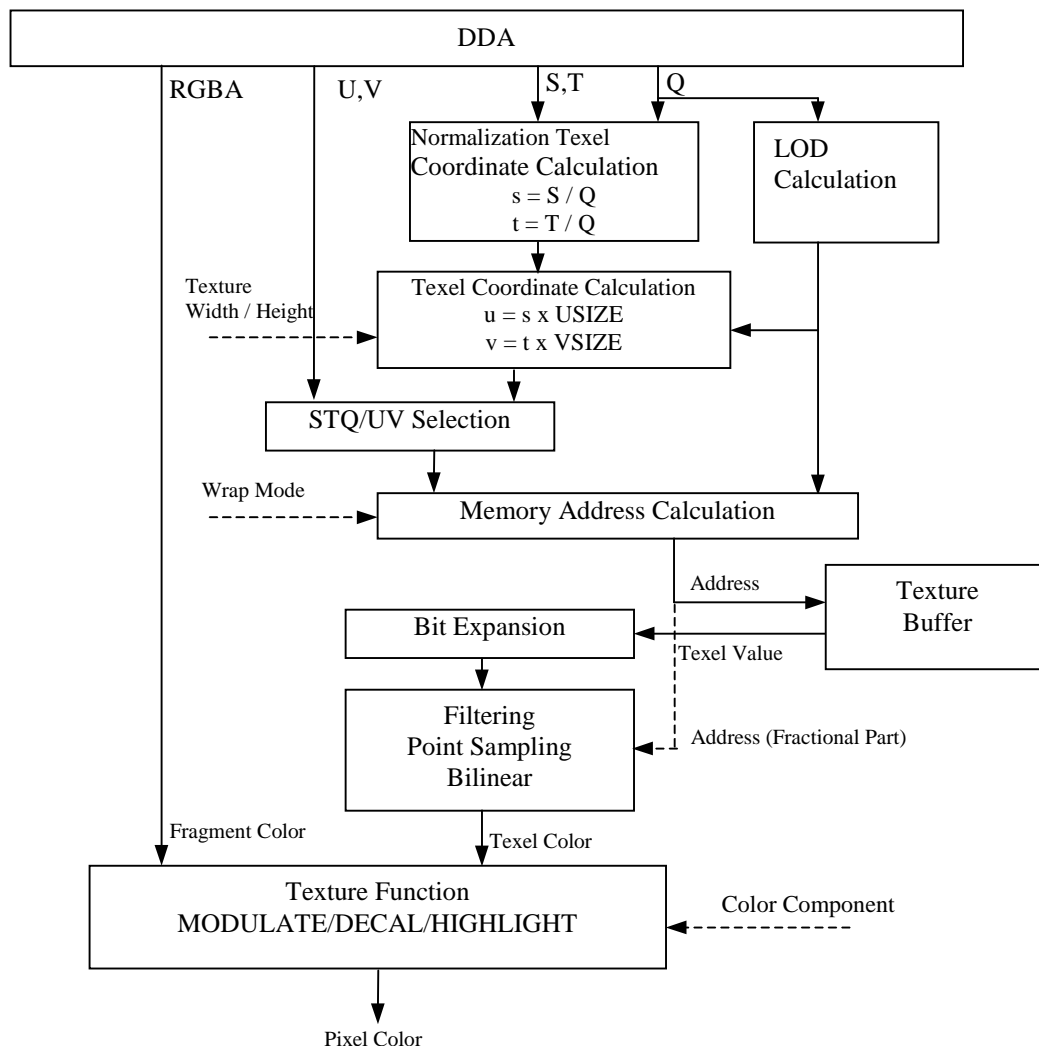 DDA
RGBA
U,V
S,T
Q
Normalization Texel
Coordinate Calculation
s = S / Q
t = T / Q
LOD
Calculation
Texture
Width / Height
Texel Coordinate Calculation
u = s x USIZE
v = t x VSIZE
STQ/UV Selection
Wrap Mode
Memory Address Calculation
Address
Texture
Buffer
Bit Expansion
Texel Value
Filtering
Point Sampling
Bilinear
Address (Fractional Part)
Fragment Color
Texel Color
Texture Function
MODULATE/DECAL/HIGHLIGHT
Color Component
Pixel Color